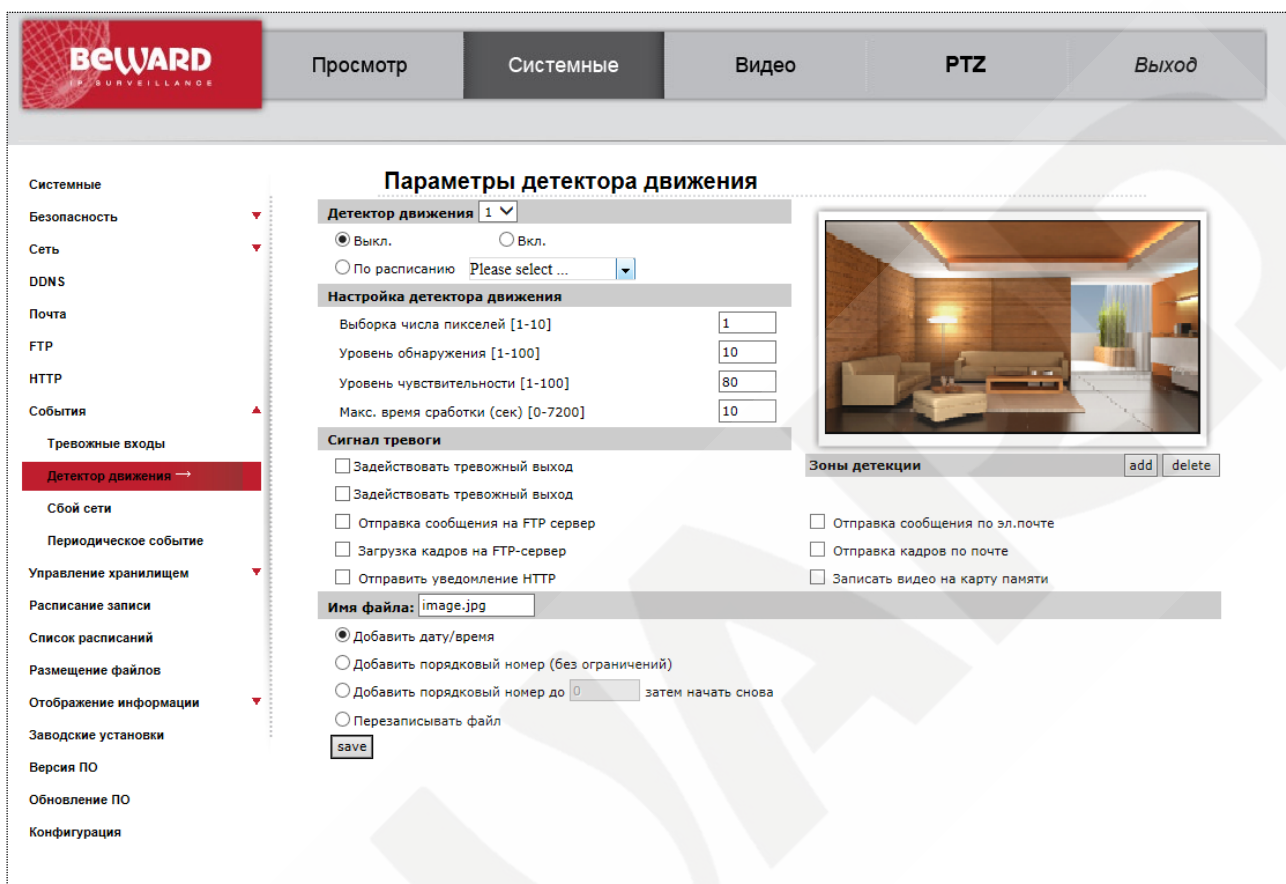 BEWARD
IP SURVEILLANCE
Просмотр
Системные
Видео
PTZ
Выход
Системные
Безопасность
Сеть
DDNS
Почта
FTP
HTTP
События
Тревожные входы
Детектор движения →
Сбой сети
Периодическое событие
Управление хранилищем
Расписание записи
Список расписаний
Размещение файлов
Отображение информации
Заводские установки
Версия ПО
Обновление ПО
Конфигурация
Параметры детектора движения
Детектор движения 1
Выкл. Вкл.
По расписанию Please select ...
Настройка детектора движения
Выборка числа пикселей [1-10] 1
Уровень обнаружения [1-100] 10
Уровень чувствительности [1-100] 80
Макс. время сработки (сек) [0-7200] 10
Сигнал тревоги
Задействовать тревожный выход
Зоны детекции add delete
Задействовать тревожный выход
Отправка сообщения на FTP сервер Отправка сообщения по эл.почте
Загрузка кадров на FTP-сервер Отправка кадров по почте
Отправить уведомление HTTP Записать видео на карту памяти
Имя файла: image.jpg
Добавить дату/время
Добавить порядковый номер (без ограничений)
Добавить порядковый номер до 0 затем начать снова
Перезаписывать файл
save